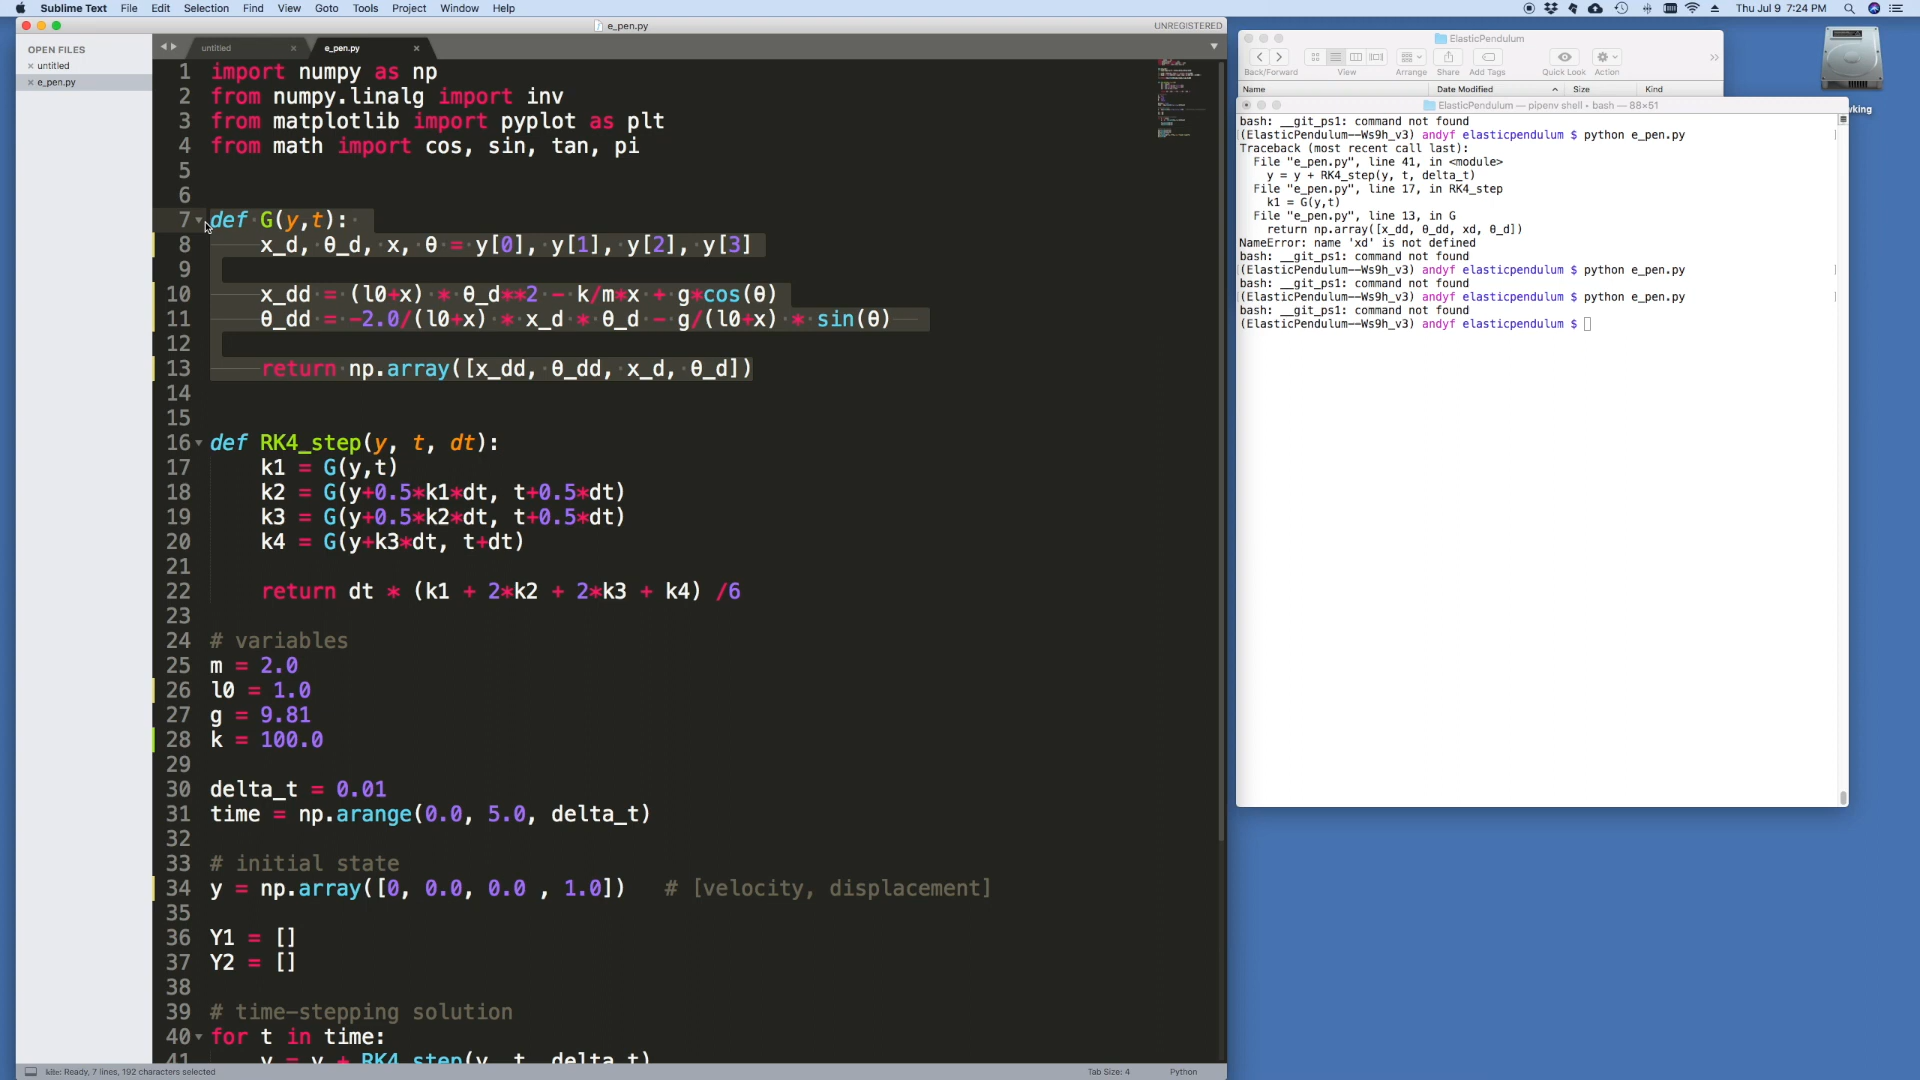 Sublime Text File Edit Selection Find View Goto Tools Project Window Help
Thu Jul 9 7:24 PM
e_pen.py
UNREGISTERED
OPEN FILES
untitled
e_pen.py
untitled
e_pen.py
1 import numpy as np
2 from numpy.linalg import inv
3 from matplotlib import pyplot as plt
4 from math import cos, sin, tan, pi
5
6
7 def G(y,t):
8 x_d, θ_d, x, θ = y[0], y[1], y[2], y[3]
9
10 x_dd = (l0+x) * θ_d**2 - k/m*x + g*cos(θ)
11 θ_dd = -2.0/(l0+x) * x_d * θ_d - g/(l0+x) * sin(θ)
12
13 return np.array([x_dd, θ_dd, x_d, θ_d])
14
15
16 def RK4_step(y, t, dt):
17 k1 = G(y,t)
18 k2 = G(y+0.5*k1*dt, t+0.5*dt)
19 k3 = G(y+0.5*k2*dt, t+0.5*dt)
20 k4 = G(y+k3*dt, t+dt)
21
22 return dt * (k1 + 2*k2 + 2*k3 + k4) /6
23
24 # variables
25 m = 2.0
26 l0 = 1.0
27 g = 9.81
28 k = 100.0
29
30 delta_t = 0.01
31 time = np.arange(0.0, 5.0, delta_t)
32
33 # initial state
34 y = np.array([0, 0.0, 0.0 , 1.0]) # [velocity, displacement]
35
36 Y1 = []
37 Y2 = []
38
39 # time-stepping solution
40 for t in time:
41 y = y + RK4_step(y, t, delta_t)
kite: Ready, 7 lines, 192 characters selected
Tab Size: 4
Python
ElasticPendulum
Back/Forward View Arrange Share Add Tags Quick Look Action
Name Date Modified Size Kind
ElasticPendulum — pipenv shell • bash — 88×51
bash: __git_ps1: command not found
(ElasticPendulum--Ws9h_v3) andyf elasticpendulum $ python e_pen.py
Traceback (most recent call last):
File "e_pen.py", line 41, in <module>
y = y + RK4_step(y, t, delta_t)
File "e_pen.py", line 17, in RK4_step
k1 = G(y,t)
File "e_pen.py", line 13, in G
return np.array([x_dd, θ_dd, xd, θ_d])
NameError: name 'xd' is not defined
bash: __git_ps1: command not found
(ElasticPendulum--Ws9h_v3) andyf elasticpendulum $ python e_pen.py
bash: __git_ps1: command not found
(ElasticPendulum--Ws9h_v3) andyf elasticpendulum $ python e_pen.py
bash: __git_ps1: command not found
(ElasticPendulum--Ws9h_v3) andyf elasticpendulum $
wking